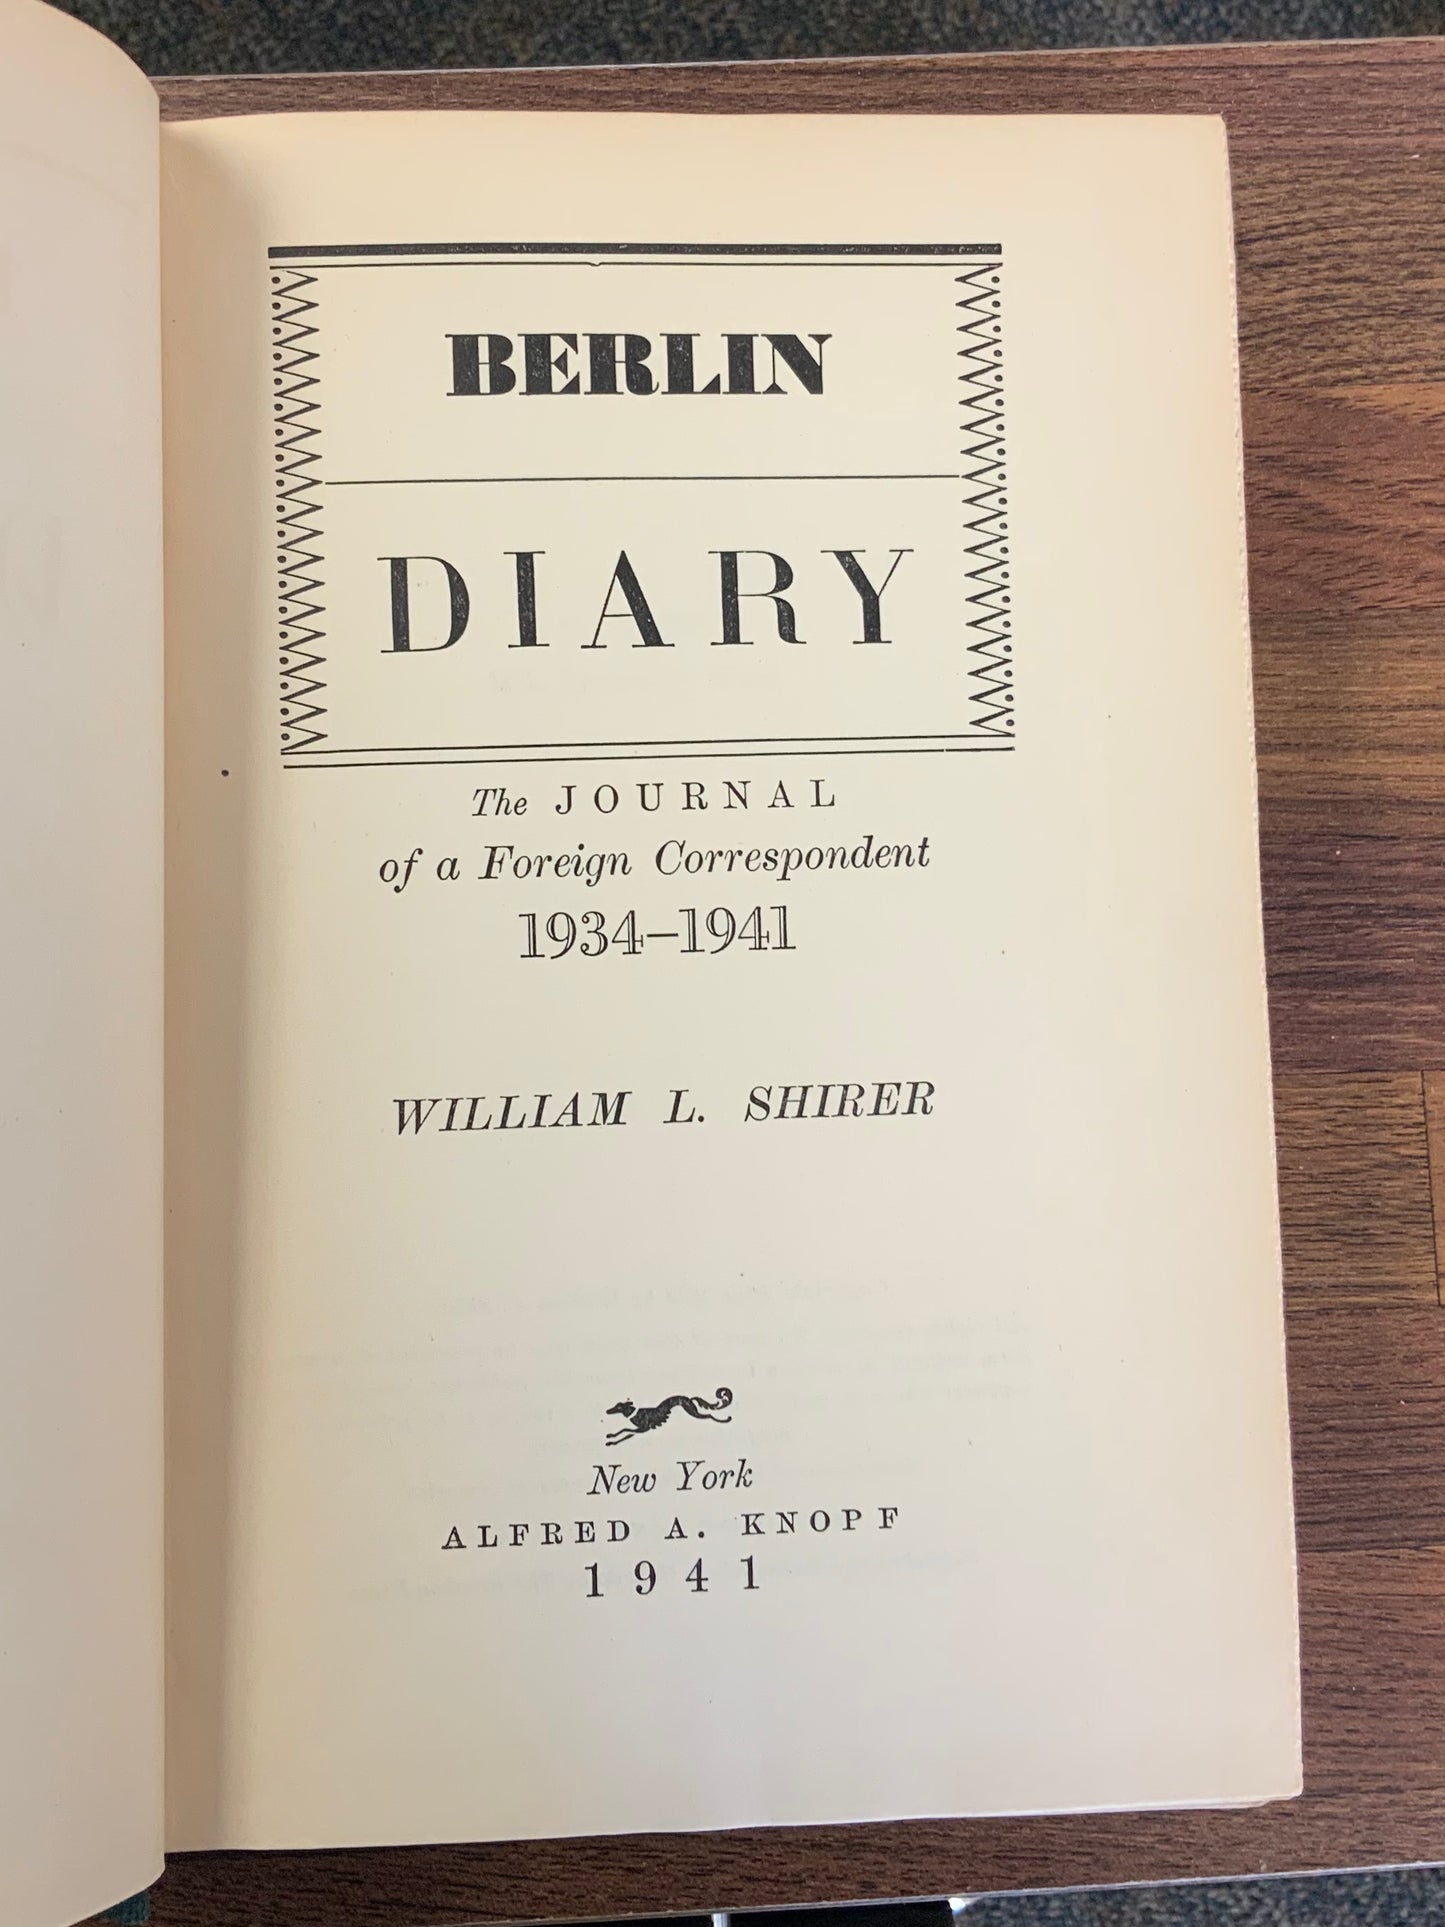 BERLIN
DIARY
The JOURNAL
of a Foreign Correspondent
1934–1941
WILLIAM L. SHIRER
New York
ALFRED A. KNOPF
1941